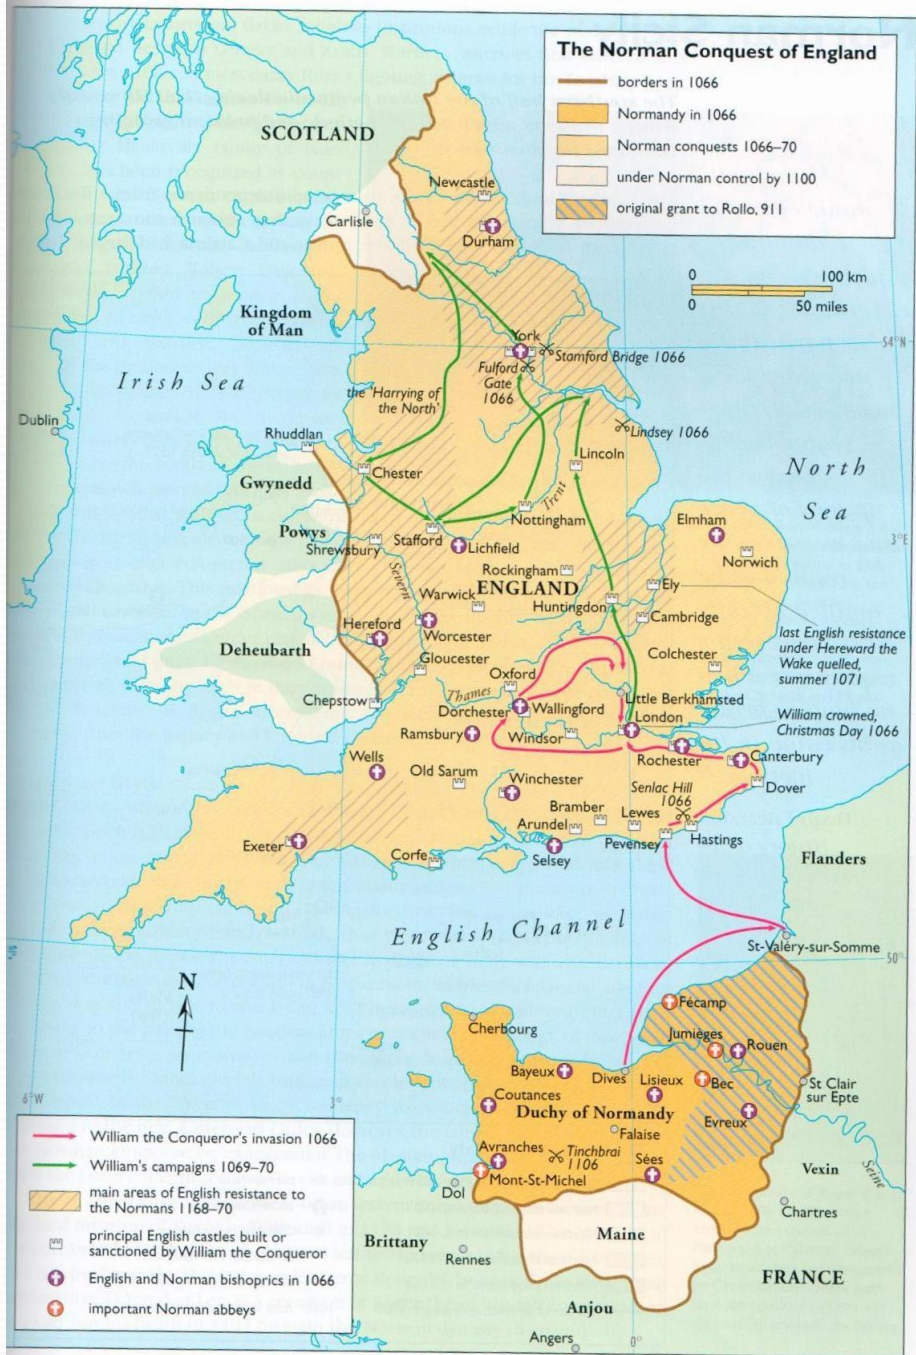 The Norman Conquest of England
borders in 1066
Normandy in 1066
Norman conquests 1066–70
under Norman control by 1100
original grant to Rollo, 911
0 100 km
0 50 miles
SCOTLAND
Newcastle
Carlisle
Durham
Kingdom
of Man
York
Stamford Bridge 1066
54°N
Fulford
Gate
1066
Irish Sea
the 'Harrying of
the North'
Dublin
Lindsey 1066
Rhuddlan
Lincoln
Chester
North
Sea
Gwynedd
Trent
Nottingham
Elmham
Powys
Shrewsbury
Stafford
Lichfield
3°E
Norwich
Rockingham
ENGLAND
Severn
Warwick
Ely
Huntingdon
Cambridge
Hereford
Worcester
last English resistance
under Hereward the
Wake quelled,
summer 1071
Deheubarth
Gloucester
Colchester
Oxford
Chepstow
Thames
Little Berkhamsted
Dorchester
Wallingford
London
William crowned,
Christmas Day 1066
Ramsbury
Windsor
Rochester
Canterbury
Wells
Old Sarum
Winchester
Senlac Hill
1066
Dover
Bramber
Lewes
Arundel
Hastings
Exeter
Pevensey
Corfe
Selsey
Flanders
English Channel
St-Valéry-sur-Somme
50°
N
Fécamp
Cherbourg
Jumièges
Rouen
Bayeux
Dives
Lisieux
Bec
St Clair
sur Epte
6°W
3°
Coutances
Duchy of Normandy
Evreux
Falaise
Avranches
Tinchbrai
1106
Sées
Vexin
Seine
Mont-St-Michel
Dol
Chartres
Brittany
Maine
Rennes
FRANCE
Anjou
Angers
0°
William the Conqueror's invasion 1066
William's campaigns 1069–70
main areas of English resistance to
the Normans 1168–70
principal English castles built or
sanctioned by William the Conqueror
English and Norman bishoprics in 1066
important Norman abbeys